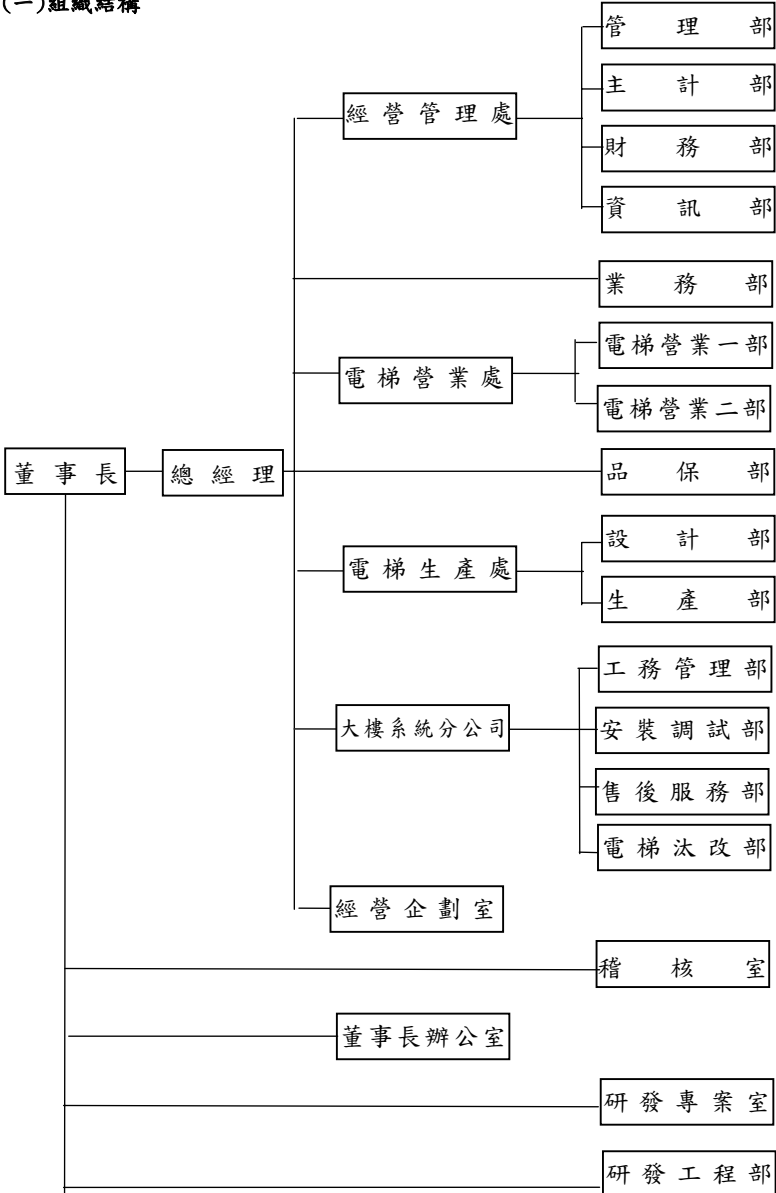 (一)組織結構
管理部
主計部
經營管理處
財務部
資訊部
業務部
電梯營業一部
電梯營業處
電梯營業二部
董事長
總經理
品保部
設計部
電梯生產處
生產部
工務管理部
大樓系統分公司
安裝調試部
售後服務部
電梯汰改部
經營企劃室
稽核室
董事長辦公室
研發專案室
研發工程部